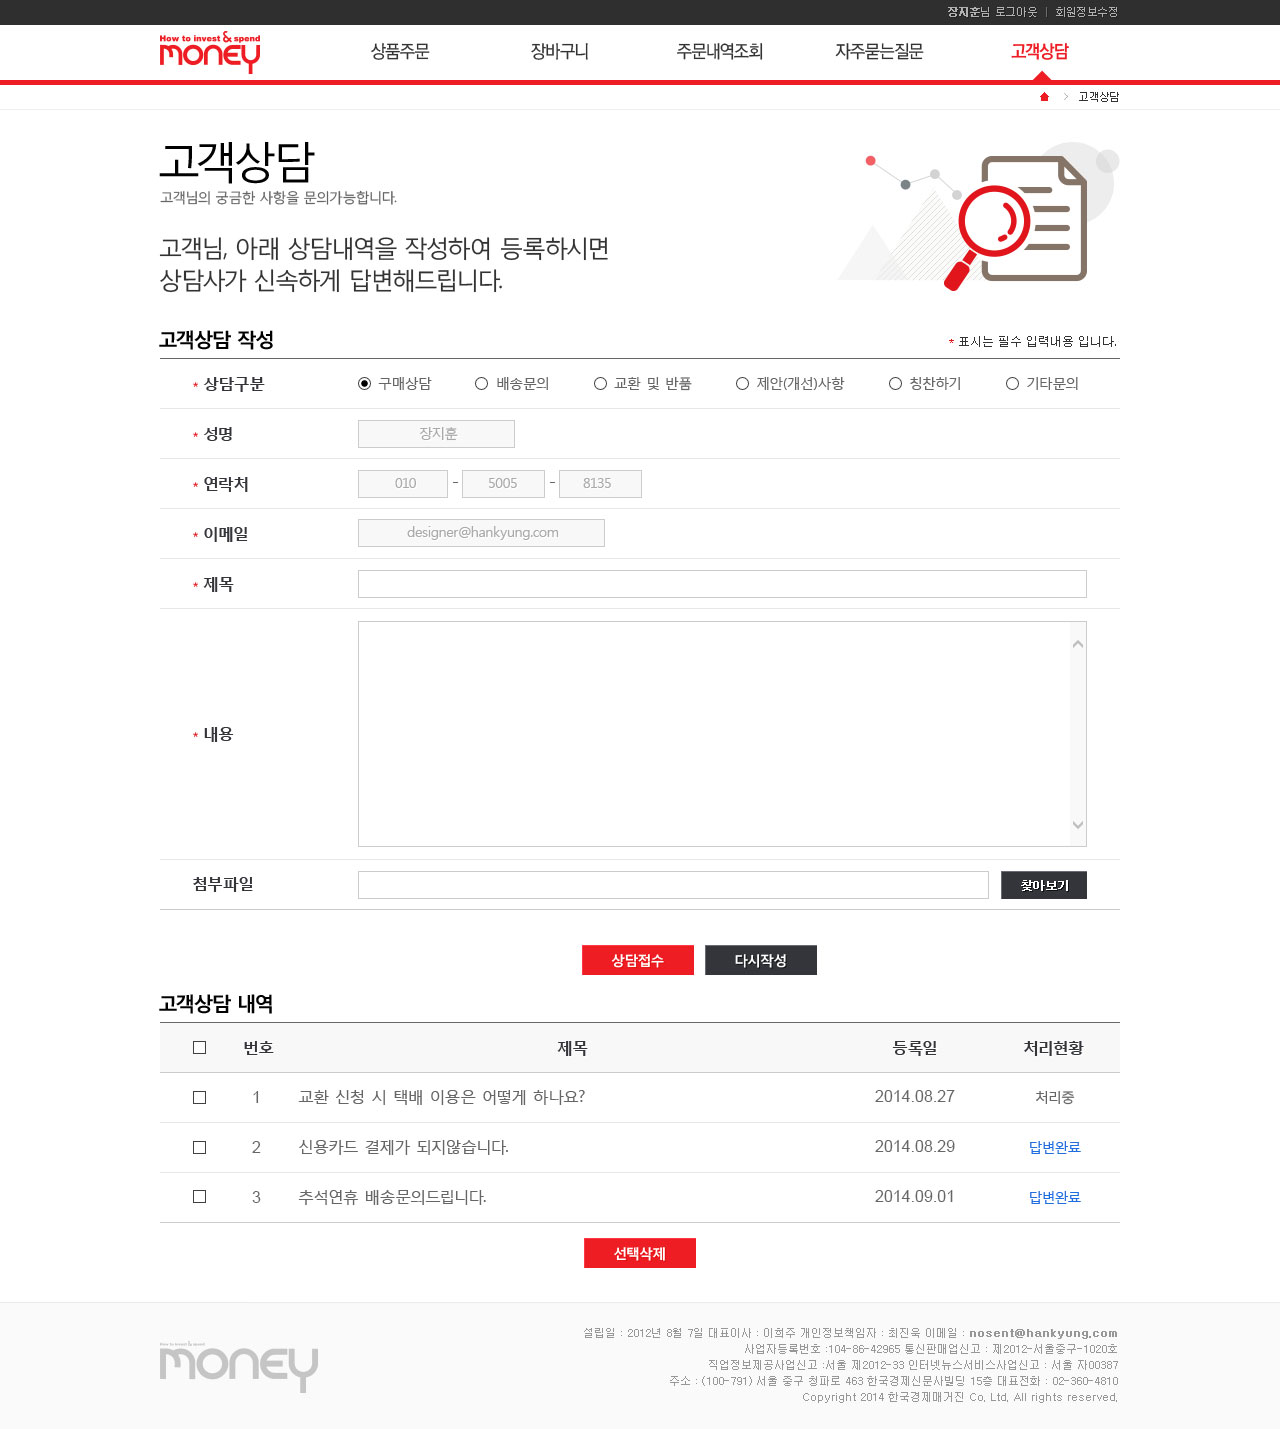 장지훈님 로그아웃 | 회원정보수정
How to invest & spend
money
상품주문 장바구니 주문내역조회 자주묻는질문 고객상담
> 고객상담
고객상담
고객님의 궁금한 사항을 문의가능합니다.
고객님, 아래 상담내역을 작성하여 등록하시면
상담사가 신속하게 답변해드립니다.
고객상담 작성
* 표시는 필수 입력내용 입니다.
* 상담구분 구매상담 배송문의 교환 및 반품 제안(개선)사항 칭찬하기 기타문의
* 성명 장지훈
* 연락처 010 - 5005 - 8135
* 이메일 designer@hankyung.com
* 제목
* 내용
첨부파일 찾아보기
상담접수 다시작성
고객상담 내역
번호 제목 등록일 처리현황
1 교환 신청 시 택배 이용은 어떻게 하나요? 2014.08.27 처리중
2 신용카드 결제가 되지않습니다. 2014.08.29 답변완료
3 추석연휴 배송문의드립니다. 2014.09.01 답변완료
선택삭제
How to invest & spend
money
설립일 : 2012년 8월 7일 대표이사 : 이희주 개인정보책임자 : 최진욱 이메일 : nosent@hankyung.com
사업자등록번호 :104-86-42965 통신판매업신고 : 제2012-서울중구-1020호
직업정보제공사업신고 :서울 제2012-33 인터넷뉴스서비스사업신고 : 서울 자00387
주소 : (100-791) 서울 중구 청파로 463 한국경제신문사빌딩 15층 대표전화 : 02-360-4810
Copyright 2014 한국경제매거진 Co, Ltd, All rights reserved,